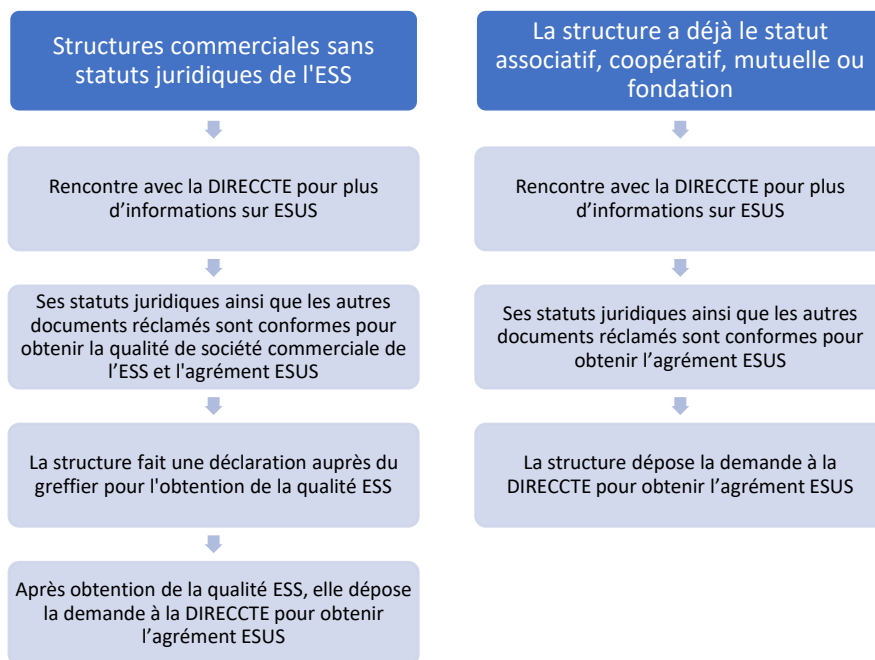 Structures commerciales sans
statuts juridiques de l'ESS
Rencontre avec la DIRECCTE pour plus
d’informations sur ESUS
Ses statuts juridiques ainsi que les autres
documents réclamés sont conformes pour
obtenir la qualité de société commerciale de
l’ESS et l'agrément ESUS
La structure fait une déclaration auprès du
greffier pour l'obtention de la qualité ESS
Après obtention de la qualité ESS, elle dépose
la demande à la DIRECCTE pour obtenir
l’agrément ESUS
La structure a déjà le statut
associatif, coopératif, mutuelle ou
fondation
Rencontre avec la DIRECCTE pour plus
d’informations sur ESUS
Ses statuts juridiques ainsi que les autres
documents réclamés sont conformes pour
obtenir l’agrément ESUS
La structure dépose la demande à la
DIRECCTE pour obtenir l’agrément ESUS